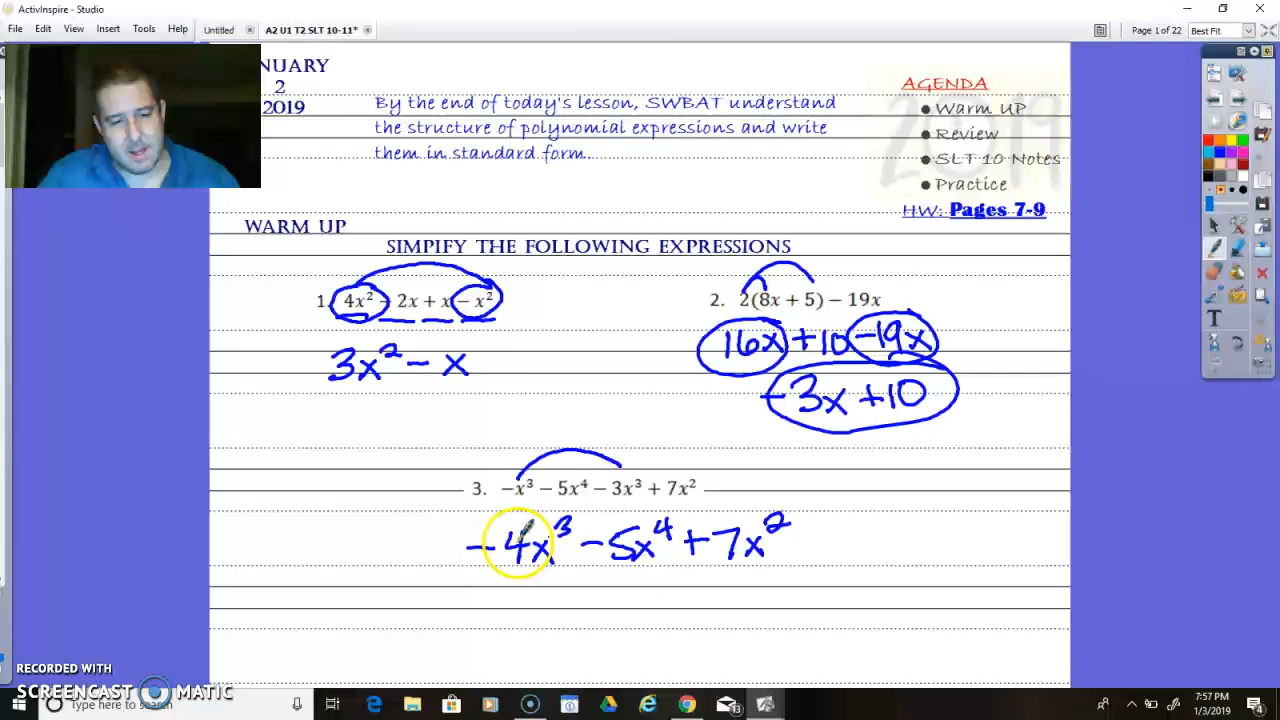 ActivInspire - Studio
File Edit View Insert Tools Help Untitled A2 U1 T2 SLT 10-11* Page 1 of 22 Best Fit
NUARY
2
2019
By the end of today's lesson, SWBAT understand
the structure of polynomial expressions and write
them in standard form.
AGENDA
● Warm UP
● Review
● SLT 10 Notes
● Practice
HW: Pages 7-9
2019
WARM UP
SIMPIFY THE FOLLOWING EXPRESSIONS
1. 4x² - 2x + x - x²
3x² - x
2. 2(8x + 5) - 19x
16x + 10 - 19x
-3x + 10
3. -x³ - 5x⁴ - 3x³ + 7x²
-4x³ - 5x⁴ + 7x²
RECORDED WITH
SCREENCAST MATIC
Type here to search
13
7:57 PM
1/3/2019
4